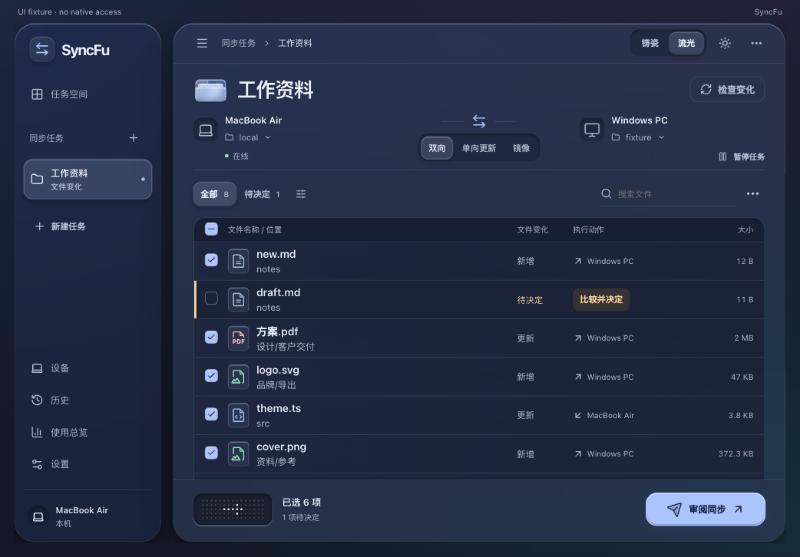 UI fixture · no native access
SyncFu
SyncFu
任务空间
同步任务
工作资料
文件变化
新建任务
设备
历史
使用总览
设置
MacBook Air
本机
同步任务 › 工作资料
铸瓷 流光
工作资料
检查变化
MacBook Air
local
在线
双向 单向更新 镜像
Windows PC
fixture
暂停任务
全部 8 待决定 1
搜索文件
文件名称 / 位置 文件变化 执行动作 大小
new.md
notes
新增 Windows PC 12 B
draft.md
notes
待决定 比较并决定 11 B
PDF
方案.pdf
设计/客户交付
更新 Windows PC 2 MB
logo.svg
品牌/导出
新增 Windows PC 47 KB
theme.ts
src
更新 MacBook Air 3.8 KB
cover.png
资料/参考
新增 Windows PC 372.3 KB
已选 6 项
1 项待决定
审阅同步